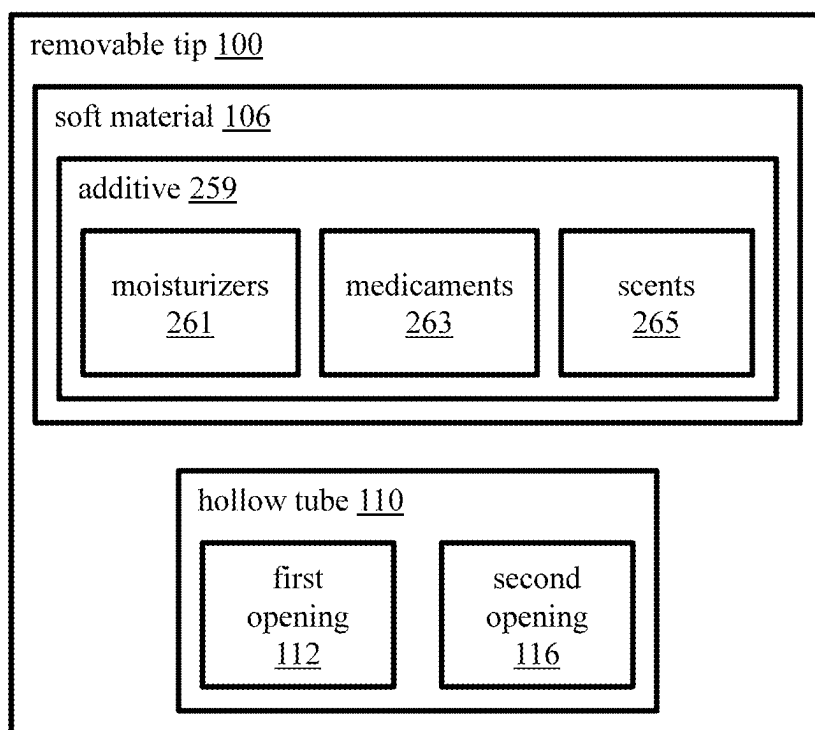 removable tip 100
soft material 106
additive 259
moisturizers
261
medicaments
263
scents
265
hollow tube 110
first
opening
112
second
opening
116